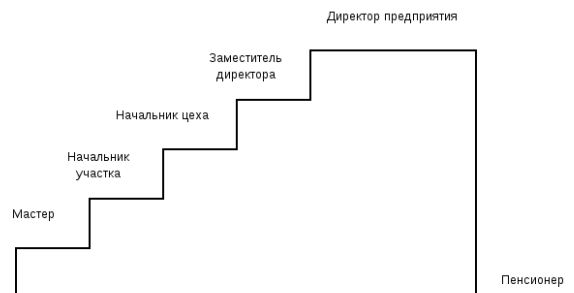 Директор предприятия
Заместитель
директора
Начальник цеха
Начальник
участка
Мастер
Пенсионер